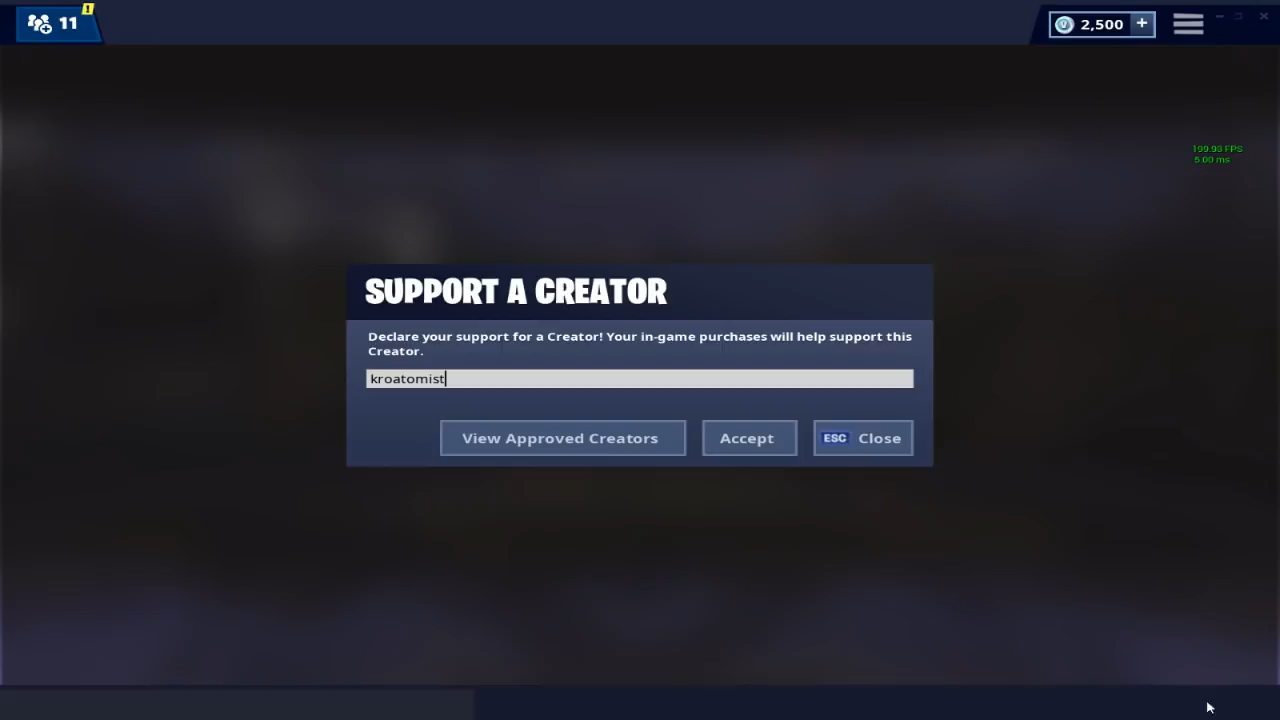 11
!
2,500 +
199.93 FPS
5.00 ms
SUPPORT A CREATOR
Declare your support for a Creator! Your in-game purchases will help support this
Creator.
kroatomist
View Approved Creators
Accept
ESC Close